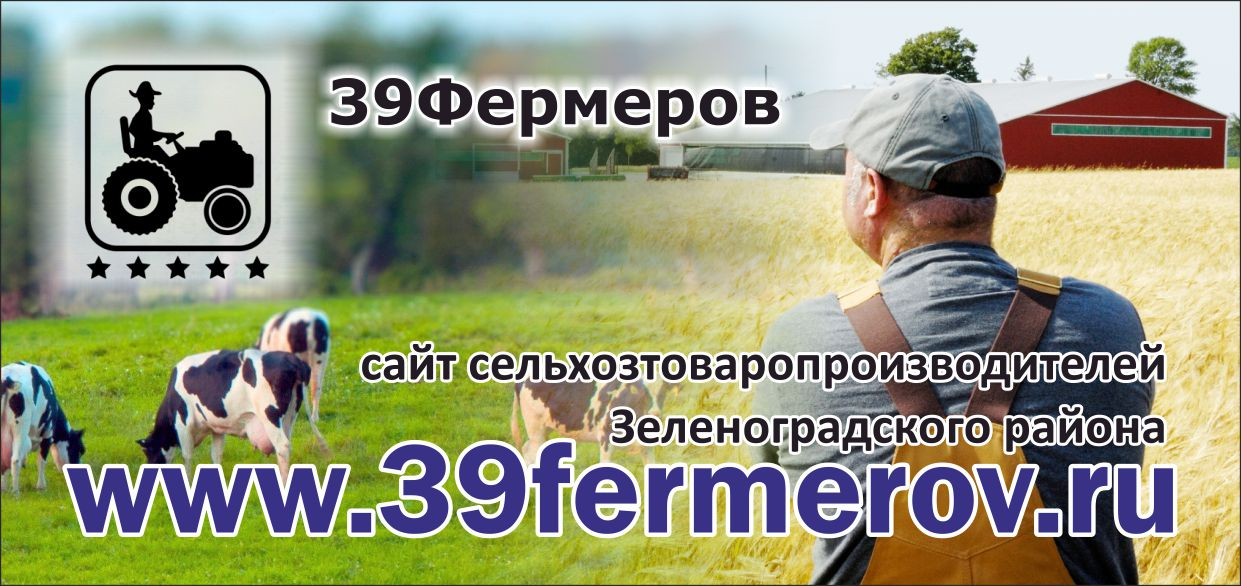 39Фермеров
сайт сельхозтоваропроизводителей
Зеленоградского района
www.39fermerov.ru